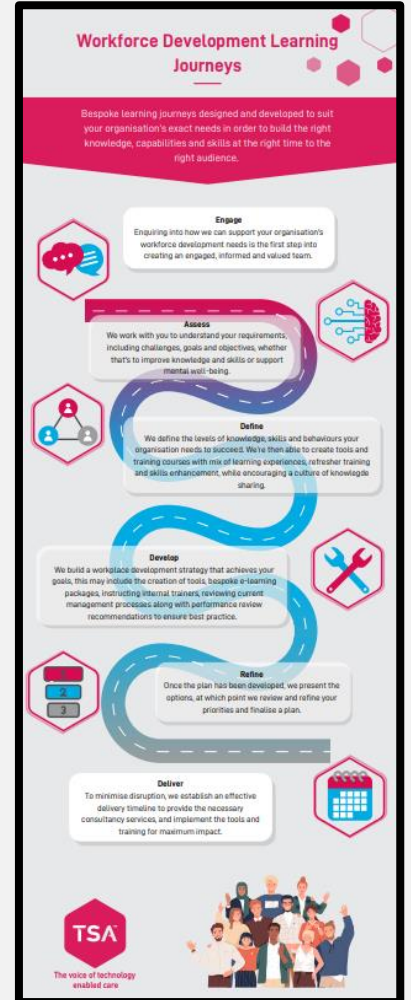 Workforce Development Learning
Journeys
Bespoke learning journeys designed and developed to suit
your organisation's exact needs in order to build the right
knowledge, capabilities and skills at the right time to the
right audience.
Engage
Enquiring into how we can support your organisation's
workforce development needs is the first step into
creating an engaged, informed and valued team.
Assess
We work with you to understand your requirements,
including challenges, goals and objectives, whether
that's to improve knowledge and skills or support
mental well-being.
Define
We define the levels of knowledge, skills and behaviours your
organisation needs to succeed. We're then able to create tools and
training courses with mix of learning experiences, refresher training
and skills enhancement, while encouraging a culture of knowlegde
sharing.
Develop
We build a workplace development strategy that achieves your
goals, this may include the creation of tools, bespoke e-learning
packages, instructing internal trainers, reviewing current
management processes along with performance review
recommendations to ensure best practice.
1
2
3
Refine
Once the plan has been developed, we present the
options, at which point we review and refine your
priorities and finalise a plan.
Deliver
To minimise disruption, we establish an effective
delivery timeline to provide the necessary
consultancy services, and implement the tools and
training for maximum impact.
TSA
The voice of technology
enabled care